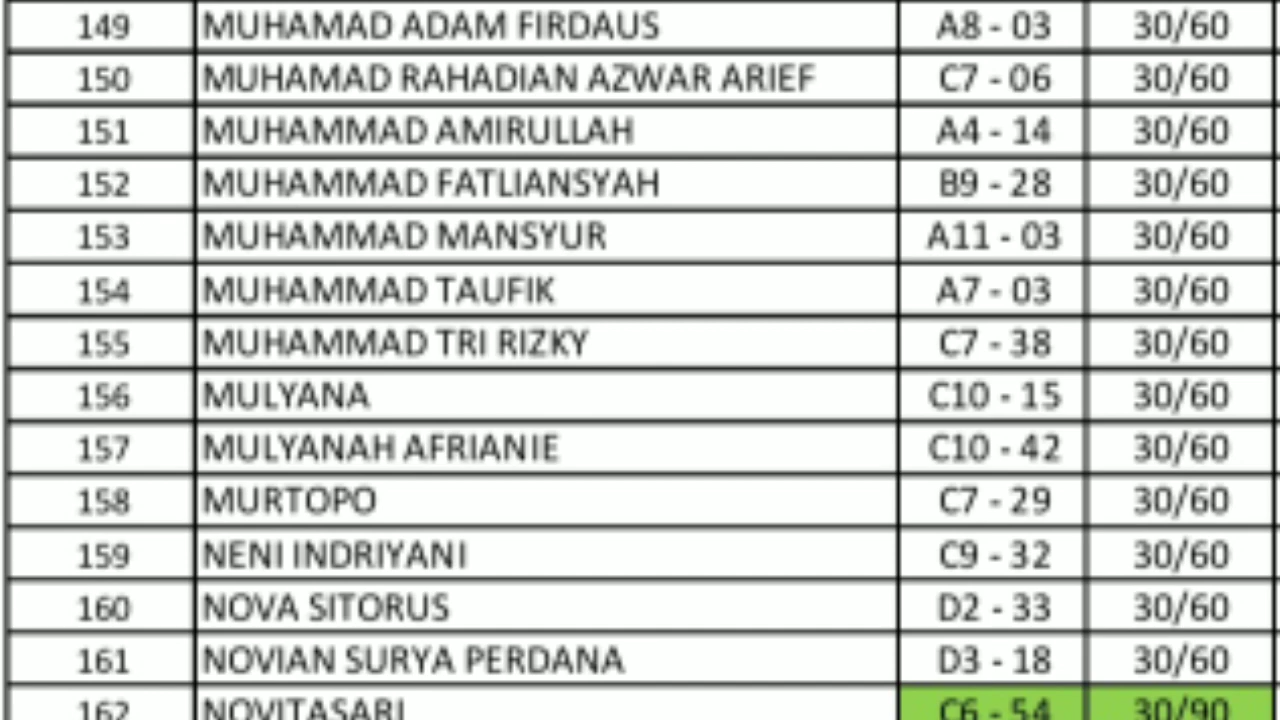 149 MUHAMAD ADAM FIRDAUS A8 - 03 30/60
150 MUHAMAD RAHADIAN AZWAR ARIEF C7 - 06 30/60
151 MUHAMMAD AMIRULLAH A4 - 14 30/60
152 MUHAMMAD FATLIANSYAH B9 - 28 30/60
153 MUHAMMAD MANSYUR A11 - 03 30/60
154 MUHAMMAD TAUFIK A7 - 03 30/60
155 MUHAMMAD TRI RIZKY C7 - 38 30/60
156 MULYANA C10 - 15 30/60
157 MULYANAH AFRIANIE C10 - 42 30/60
158 MURTOPO C7 - 29 30/60
159 NENI INDRIYANI C9 - 32 30/60
160 NOVA SITORUS D2 - 33 30/60
161 NOVIAN SURYA PERDANA D3 - 18 30/60
162 NOVITASARI C6 - 54 30/90